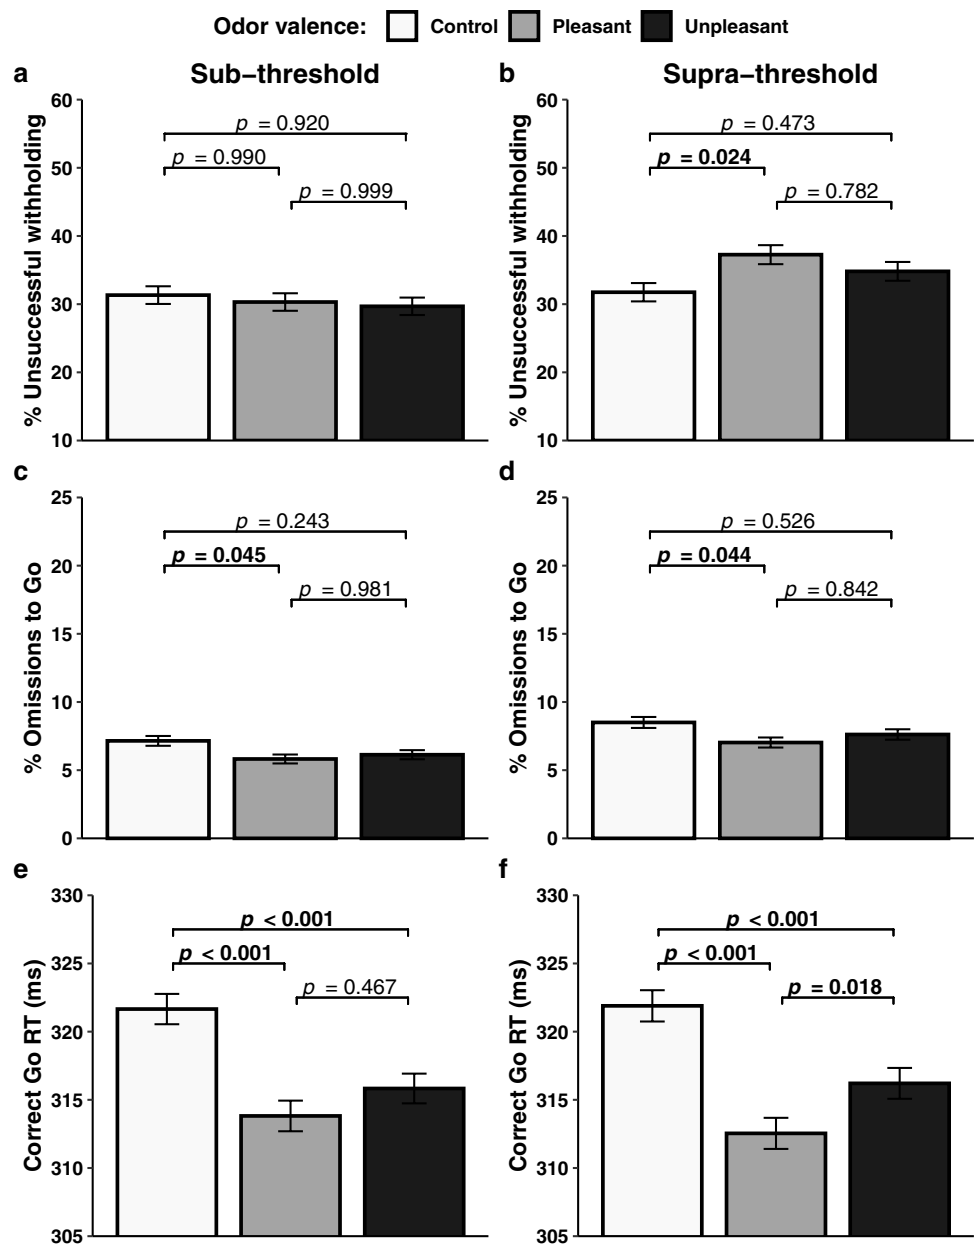 Odor valence: Control Pleasant Unpleasant
a Sub−threshold
% Unsuccessful withholding
60
50
40
30
20
10
p = 0.920
p = 0.990
p = 0.999
b Supra−threshold
% Unsuccessful withholding
60
50
40
30
20
10
p = 0.473
p = 0.024
p = 0.782
c
% Omissions to Go
25
20
15
10
5
0
p = 0.243
p = 0.045
p = 0.981
d
% Omissions to Go
25
20
15
10
5
0
p = 0.526
p = 0.044
p = 0.842
e
Correct Go RT (ms)
330
325
320
315
310
305
p < 0.001
p < 0.001
p = 0.467
f
Correct Go RT (ms)
330
325
320
315
310
305
p < 0.001
p < 0.001
p = 0.018